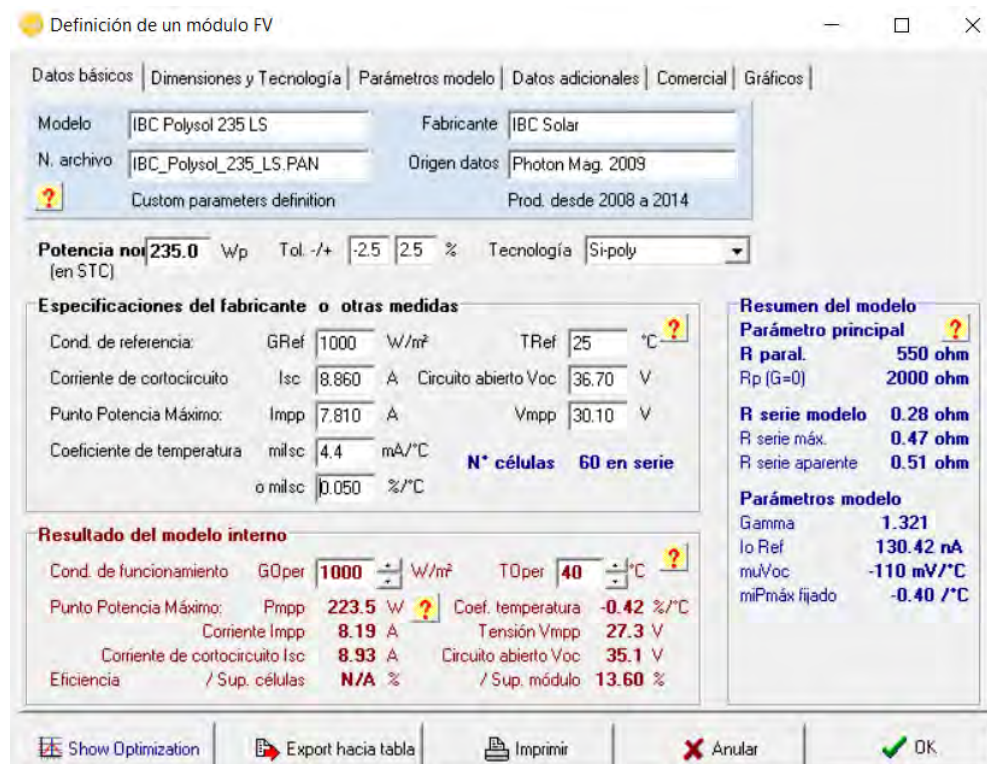 Definición de un módulo FV
Datos básicos Dimensiones y Tecnología Parámetros modelo Datos adicionales Comercial Gráficos
Modelo IBC Polysol 235 LS Fabricante IBC Solar
N. archivo IBC_Polysol_235_LS.PAN Origen datos Photon Mag. 2009
? Custom parameters definition Prod. desde 2008 a 2014
Potencia noi 235.0 Wp Tol. -/+ -2.5 2.5 % Tecnología Si-poly
(en STC)
Especificaciones del fabricante o otras medidas
Cond. de referencia: GRef 1000 W/m² TRef 25 °C ?
Corriente de cortocircuito Isc 8.860 A Circuito abierto Voc 36.70 V
Punto Potencia Máximo: Impp 7.810 A Vmpp 30.10 V
Coeficiente de temperatura miIsc 4.4 mA/°C
N° células 60 en serie
o miIsc 0.050 %/°C
Resultado del modelo interno
Cond. de funcionamiento GOper 1000 W/m² TOper 40 °C ?
Punto Potencia Máximo: Pmpp 223.5 W ? Coef. temperatura -0.42 %/°C
Corriente Impp 8.19 A Tensión Vmpp 27.3 V
Corriente de cortocircuito Isc 8.93 A Circuito abierto Voc 35.1 V
Eficiencia / Sup. células N/A % / Sup. módulo 13.60 %
Resumen del modelo
Parámetro principal ?
R paral. 550 ohm
Rp (G=0) 2000 ohm
R serie modelo 0.28 ohm
R serie máx. 0.47 ohm
R serie aparente 0.51 ohm
Parámetros modelo
Gamma 1.321
Io Ref 130.42 nA
muVoc -110 mV/°C
miPmáx fijado -0.40 /°C
Show Optimization Export hacia tabla Imprimir Anular OK